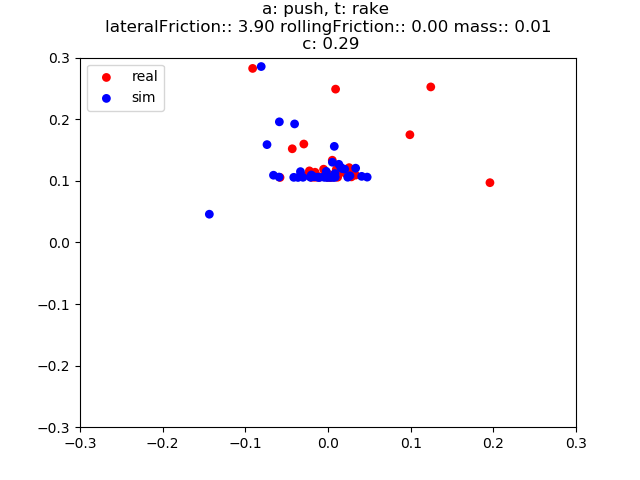 a: push, t: rake
lateralFriction:: 3.90 rollingFriction:: 0.00 mass:: 0.01
c: 0.29
real
sim
0.3
0.2
0.1
0.0
−0.1
−0.2
−0.3
−0.3 −0.2 −0.1 0.0 0.1 0.2 0.3